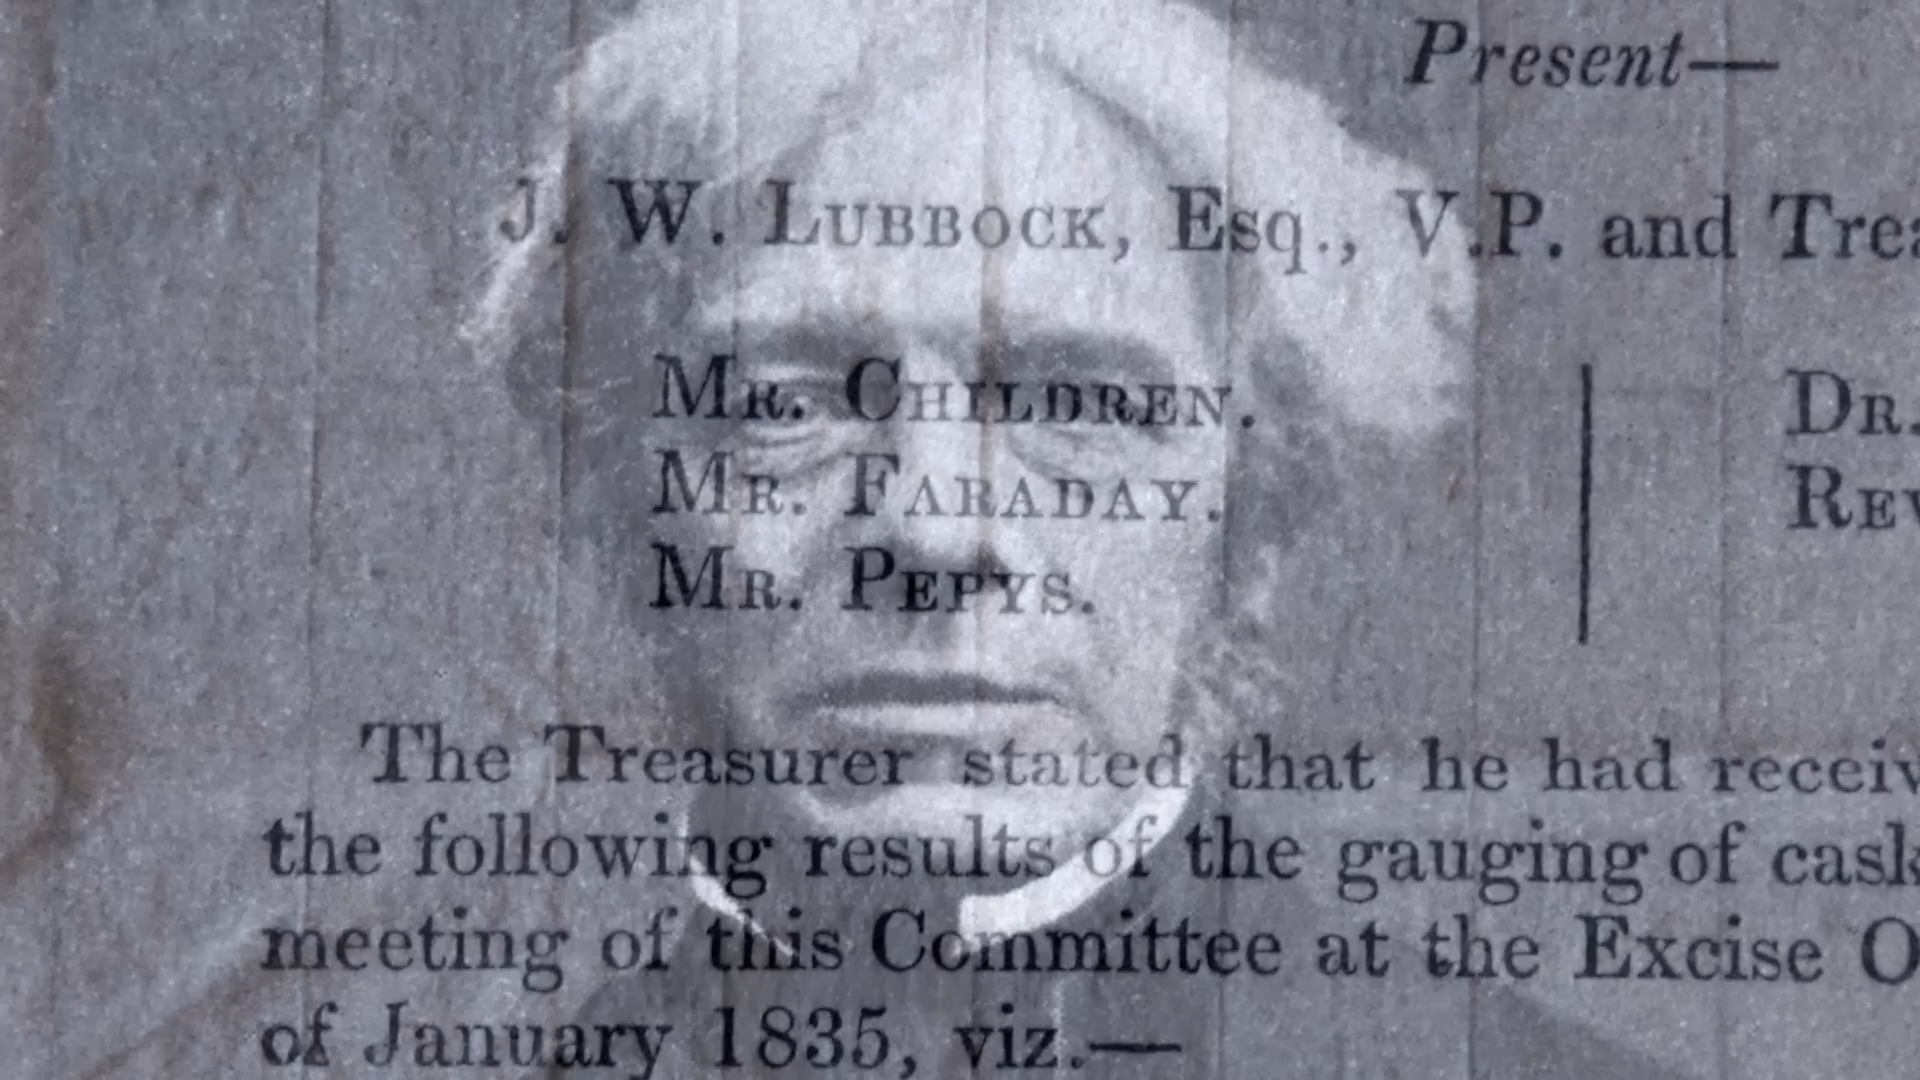 Present—
J. W. LUBBOCK, Esq., V.P. and
MR. CHILDREN.
MR. FARADAY.
MR. PEPYS.
DR.
The Treasurer stated that he had
the following results of the gauging of
meeting of this Committee at the Excise
of January 1835, viz.—